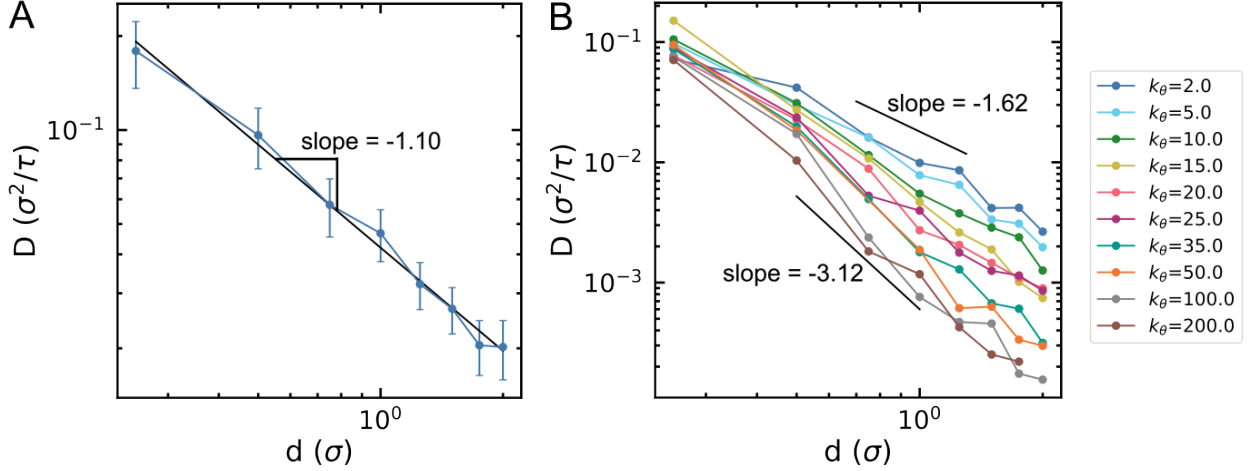 A
10⁻¹
slope = -1.10
D (σ²/τ)
10⁰
d (σ)
B
10⁻¹
10⁻²
10⁻³
slope = -1.62
slope = -3.12
D (σ²/τ)
10⁰
d (σ)
k_θ=2.0
k_θ=5.0
k_θ=10.0
k_θ=15.0
k_θ=20.0
k_θ=25.0
k_θ=35.0
k_θ=50.0
k_θ=100.0
k_θ=200.0